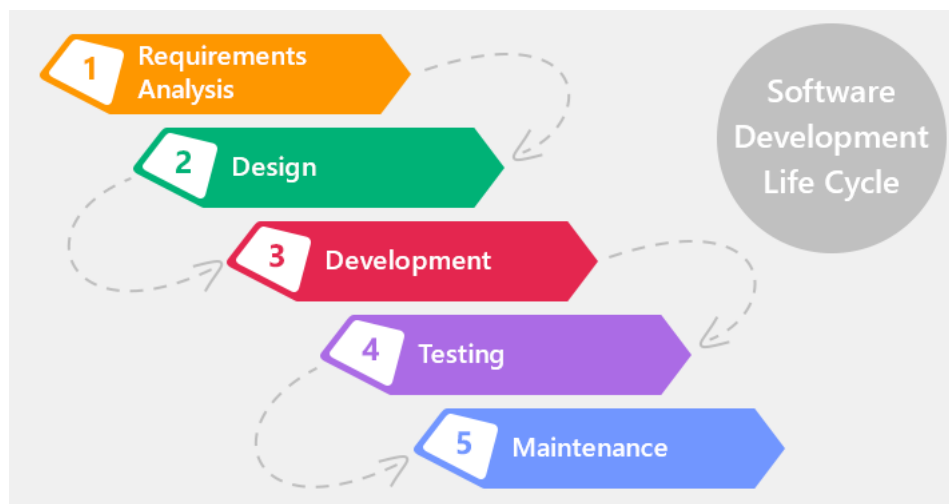 1
Requirements
Analysis
2
Design
3
Development
4
Testing
5
Maintenance
Software
Development
Life Cycle